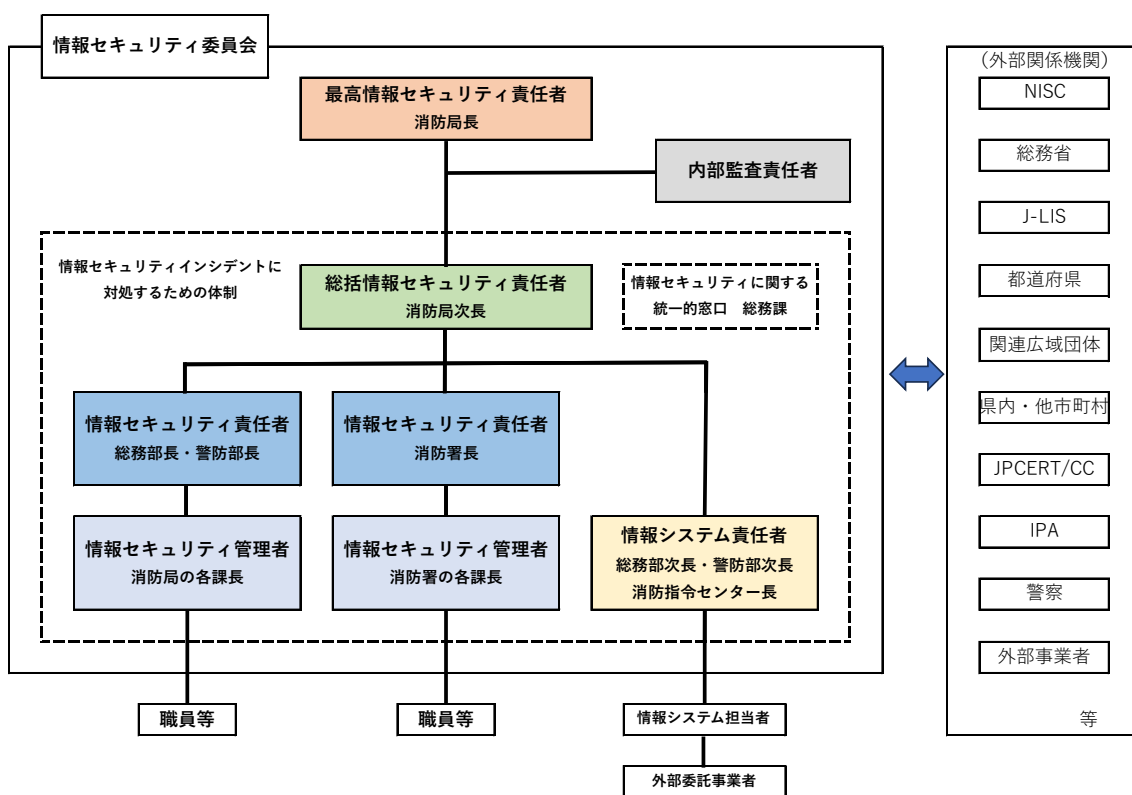 情報セキュリティ委員会
最高情報セキュリティ責任者
消防局長
内部監査責任者
情報セキュリティインシデントに
対処するための体制
総括情報セキュリティ責任者
消防局次長
情報セキュリティに関する
統一的窓口　総務課
情報セキュリティ責任者
総務部長・警防部長
情報セキュリティ責任者
消防署長
情報セキュリティ管理者
消防局の各課長
情報セキュリティ管理者
消防署の各課長
情報システム責任者
総務部次長・警防部次長
消防指令センター長
職員等
職員等
情報システム担当者
外部委託事業者
（外部関係機関）
NISC
総務省
J-LIS
都道府県
関連広域団体
県内・他市町村
JPCERT/CC
IPA
警察
外部事業者
等